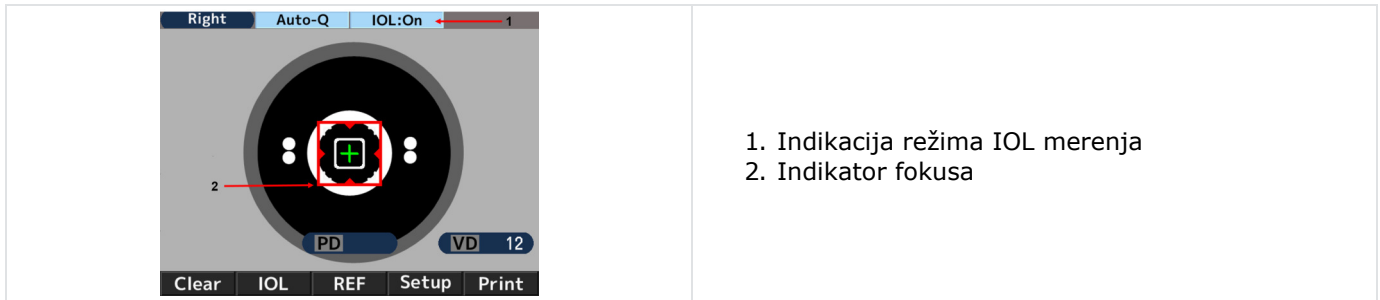 Right Auto-Q IOL:On 1
2
PD VD 12
Clear IOL REF Setup Print
1. Indikacija režima IOL merenja
2. Indikator fokusa